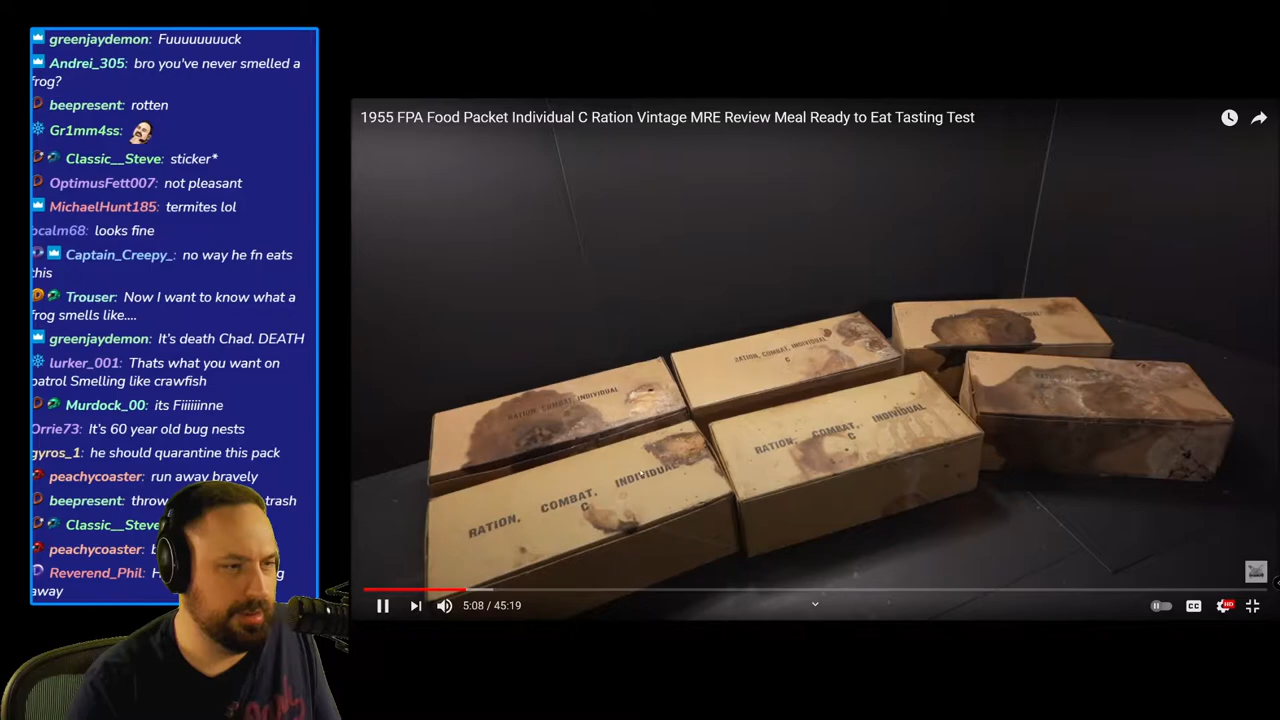 greenjaydemon: Fuuuuuuuuck
Andrei_305: bro you've never smelled a
frog?
beepresent: rotten
Gr1mm4ss:
Classic__Steve: sticker*
OptimusFett007: not pleasant
MichaelHunt185: termites lol
ocalm68: looks fine
Captain_Creepy_: no way he fn eats
this
Trouser: Now I want to know what a
frog smells like....
greenjaydemon: It's death Chad. DEATH
lurker_001: Thats what you want on
patrol Smelling like crawfish
Murdock_00: its Fiiiiiinne
Orrie73: It's 60 year old bug nests
gyros_1: he should quarantine this pack
peachycoaster: run away bravely
beepresent: throw trash
Classic__Steve
peachycoaster:
Reverend_Phil:
away
1955 FPA Food Packet Individual C Ration Vintage MRE Review Meal Ready to Eat Tasting Test
RATION, COMBAT, INDIVIDUAL
RATION, COMBAT, INDIVIDUAL
C
RATION, COMBAT, INDIVIDUAL
C
RATION, COMBAT, INDIVIDUAL
C
5:08 / 45:19
CC
HD